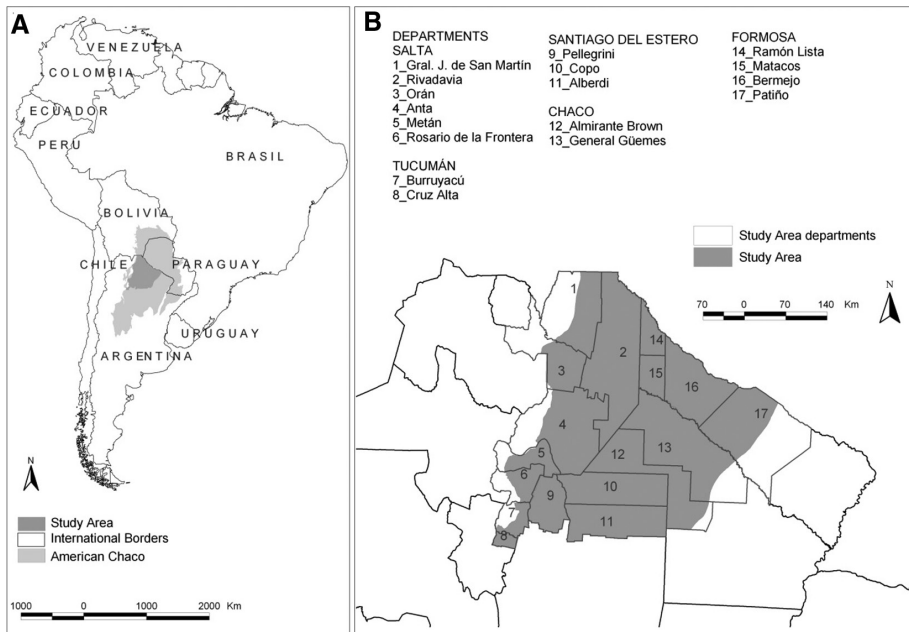 A
VENEZUELA
COLOMBIA
ECUADOR
PERU
BRASIL
BOLIVIA
CHILE
PARAGUAY
URUGUAY
ARGENTINA
N
Study Area
International Borders
American Chaco
1000 0 1000 2000 Km
B
DEPARTMENTS
SALTA
1_Gral. J. de San Martín
2_Rivadavia
3_Orán
4_Anta
5_Metán
6_Rosario de la Frontera
TUCUMÁN
7_Burruyacú
8_Cruz Alta
SANTIAGO DEL ESTERO
9_Pellegrini
10_Copo
11_Alberdi
CHACO
12_Almirante Brown
13_General Güemes
FORMOSA
14_Ramón Lista
15_Matacos
16_Bermejo
17_Patiño
Study Area departments
Study Area
70 0 70 140 Km
N
1
2
14
3
15
16
17
4
13
5
12
6
10
9
7
11
8